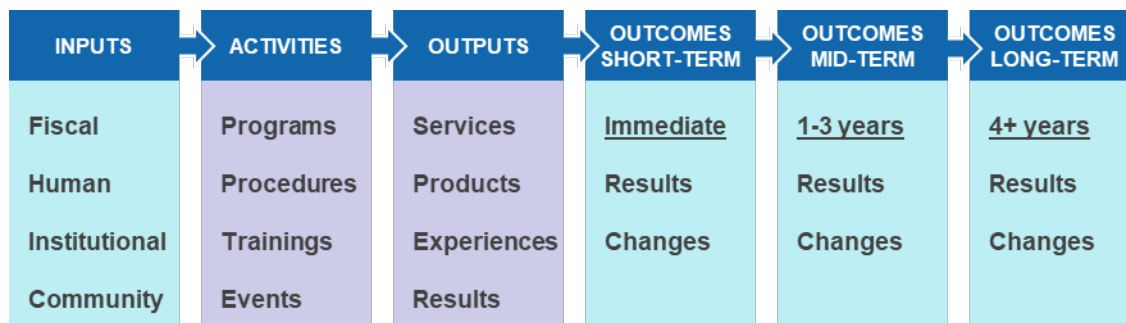 INPUTS
Fiscal
Human
Institutional
Community
ACTIVITIES
Programs
Procedures
Trainings
Events
OUTPUTS
Services
Products
Experiences
Results
OUTCOMES
SHORT-TERM
Immediate
Results
Changes
OUTCOMES
MID-TERM
1-3 years
Results
Changes
OUTCOMES
LONG-TERM
4+ years
Results
Changes